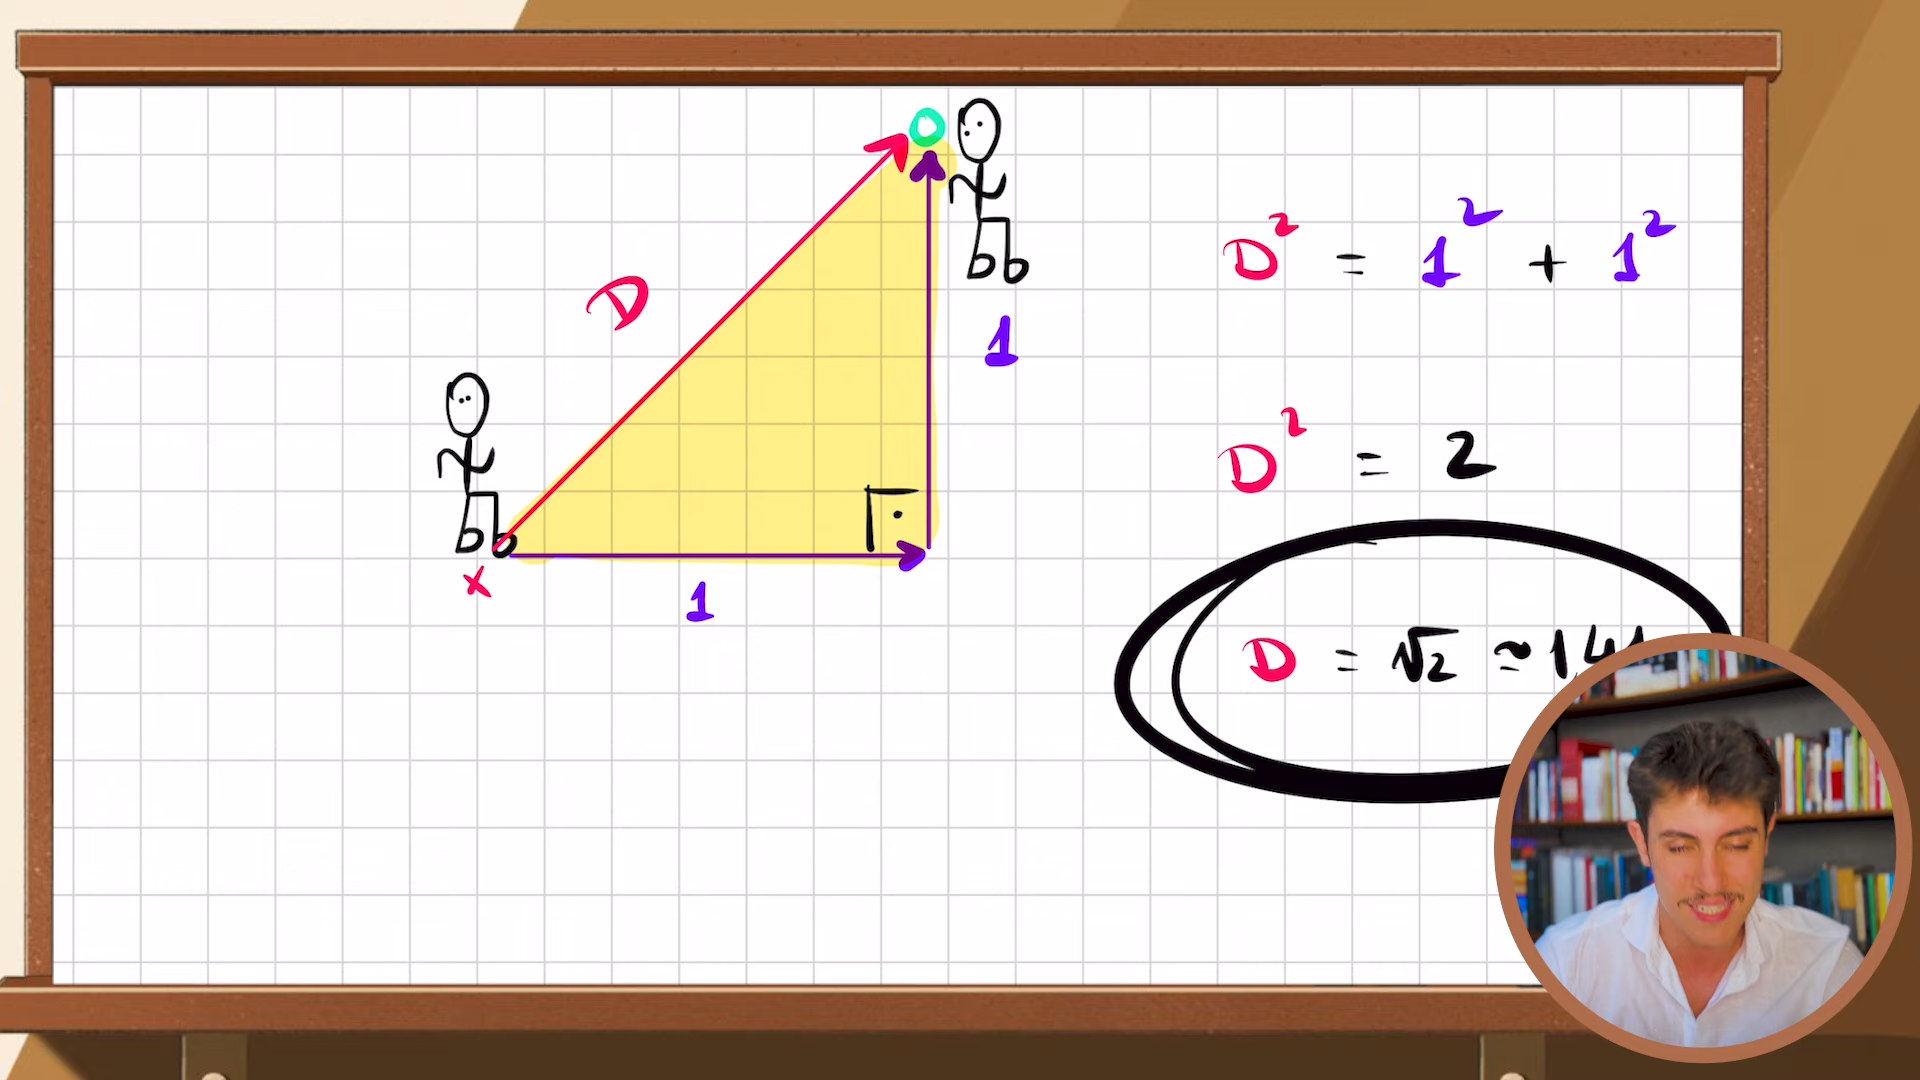 D
1
x
1
D² = 1² + 1²
D² = 2
D = √2 ≃ 1,41